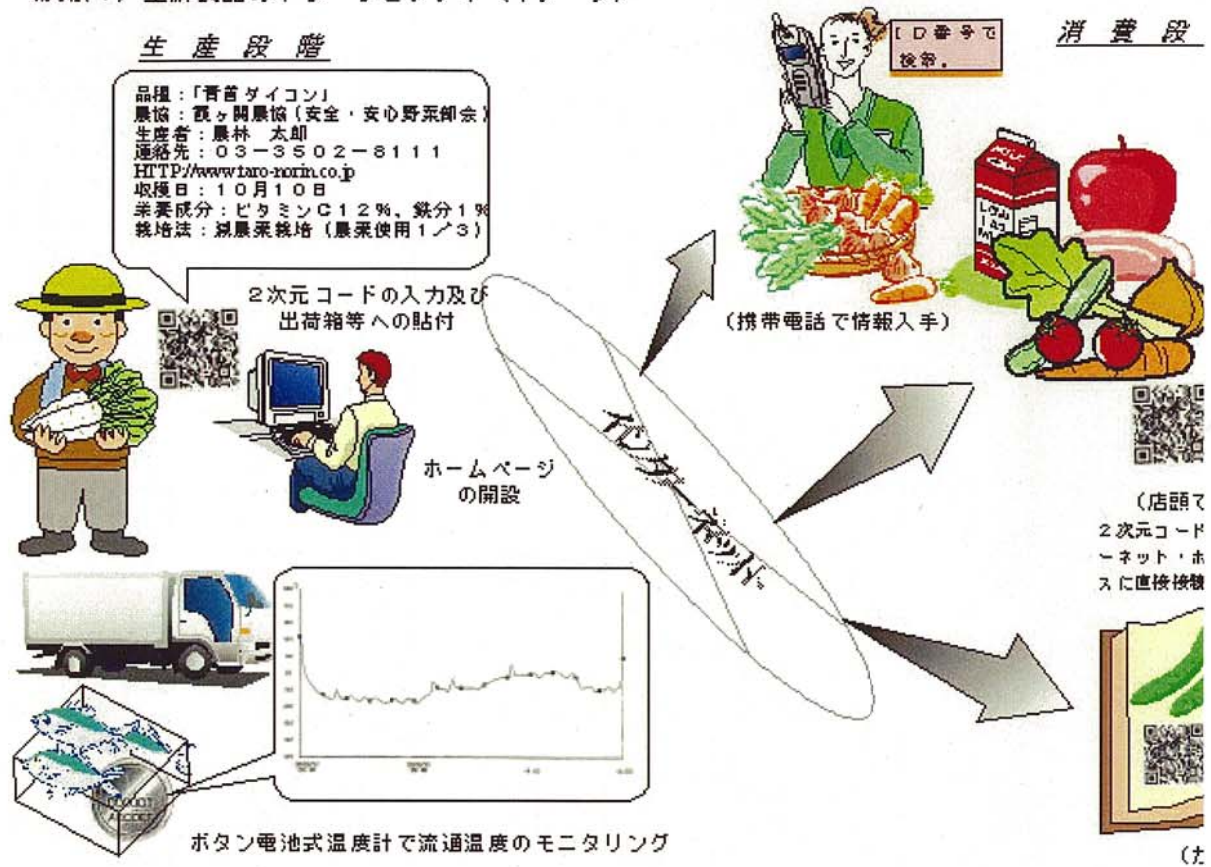 生産段階
品種：「青首ダイコン」
農協：霞ヶ関農協（安全・安心野菜部会）
生産者：農林　太郎
連絡先：０３－３５０２－８１１１
HTTP//www.taro-norin.co.jp
収穫日：１０月１０日
栄養成分：ビタミンＣ１２%、鉄分１%
栽培法：減農薬栽培（農薬使用１／３）
２次元コードの入力及び
出荷箱等への貼付
ホームページ
の開設
ボタン電池式温度計で流通温度のモニタリング
インターネット
ＩＤ番号で
検索．
（携帯電話で情報入手）
消費段
MILK
（店頭で
２次元コード
ーネット・ホ
スに直接接触
（た